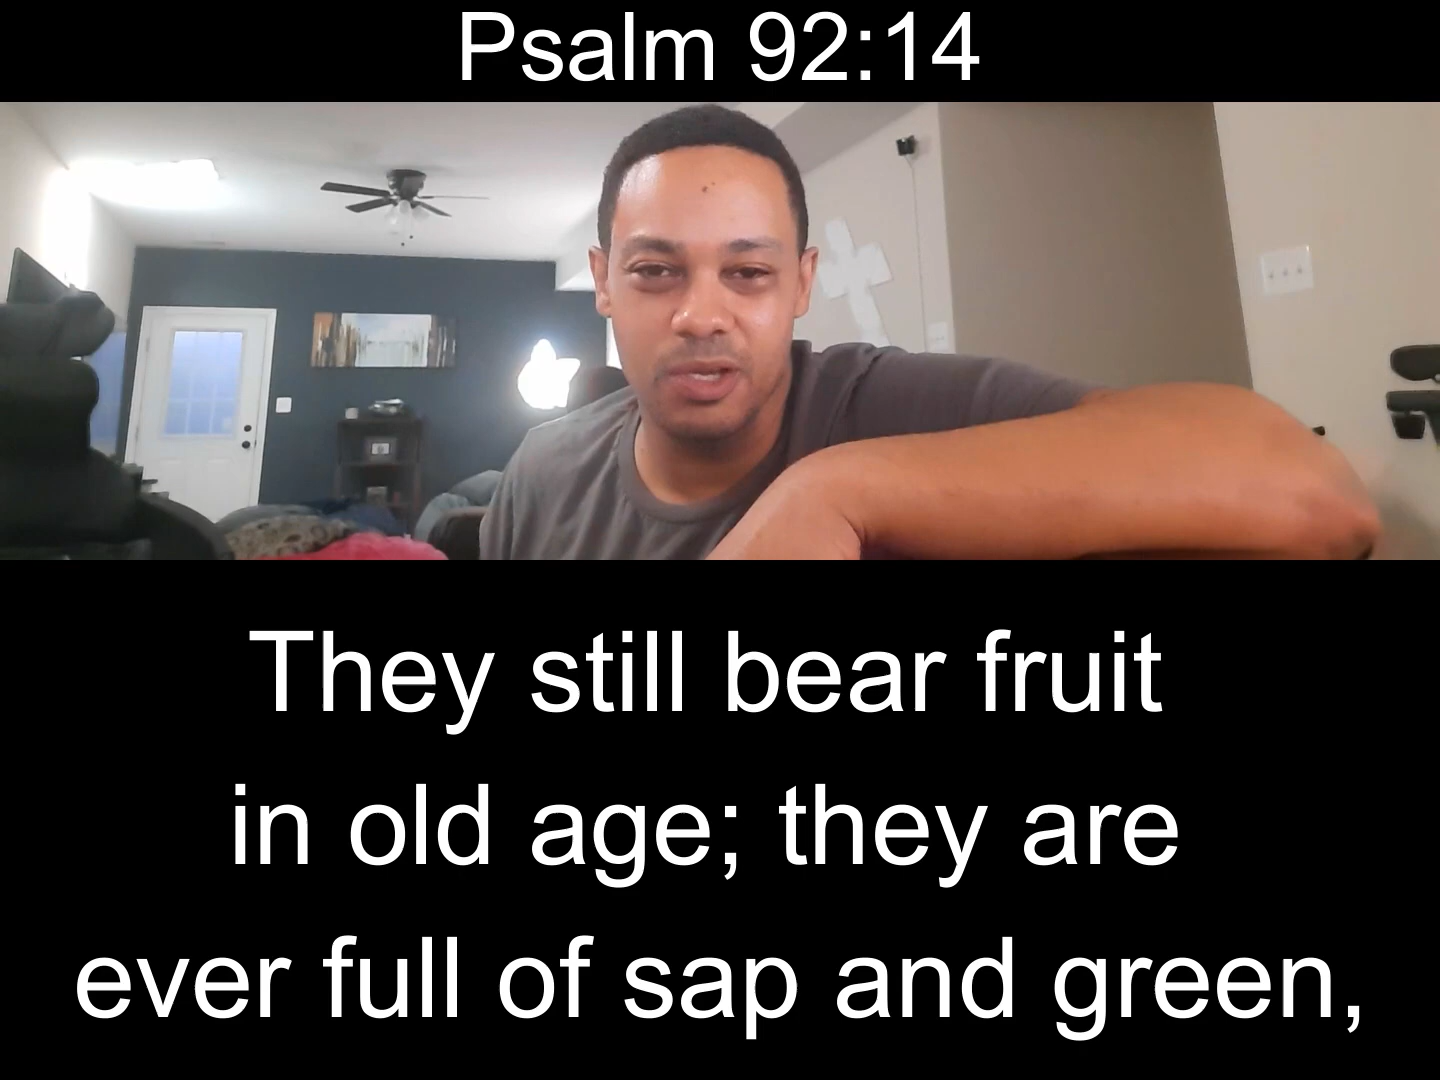 Psalm 92:14
They still bear fruit
in old age; they are
ever full of sap and green,